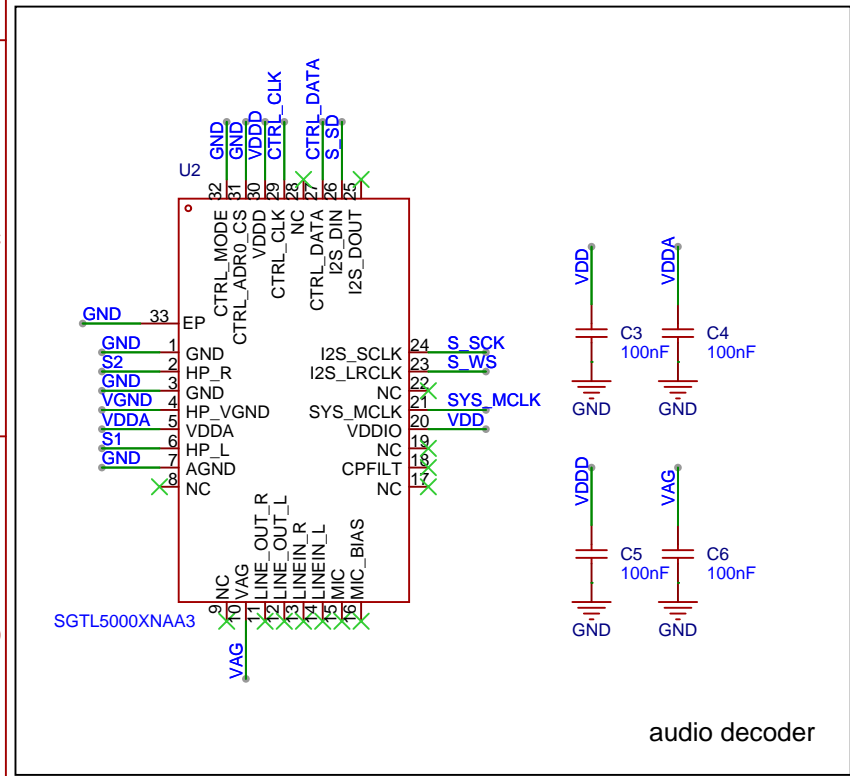 GND
GND
VDDD
CTRL_CLK
CTRL_DATA
S_SD
U2
32
31
30
29
28
27
26
25
CTRL_MODE
CTRL_ADR0_CS
VDDD
CTRL_CLK
NC
CTRL_DATA
I2S_DIN
I2S_DOUT
GND 33 EP
GND 1 GND
S2 2 HP_R
GND 3 GND
VGND 4 HP_VGND
VDDA 5 VDDA
S1 6 HP_L
GND 7 AGND
8 NC
I2S_SCLK 24 S_SCK
I2S_LRCLK 23 S_WS
NC 22
SYS_MCLK 21 SYS_MCLK
VDDIO 20 VDD
NC 19
CPFILT 18
NC 17
NC
VAG
LINE_OUT_R
LINE_OUT_L
LINEIN_R
LINEIN_L
MIC
MIC_BIAS
9
10
11
12
13
14
15
16
SGTL5000XNAA3
VAG
VDD
C3
100nF
GND
VDDA
C4
100nF
GND
VDDD
C5
100nF
GND
VAG
C6
100nF
GND
audio decoder